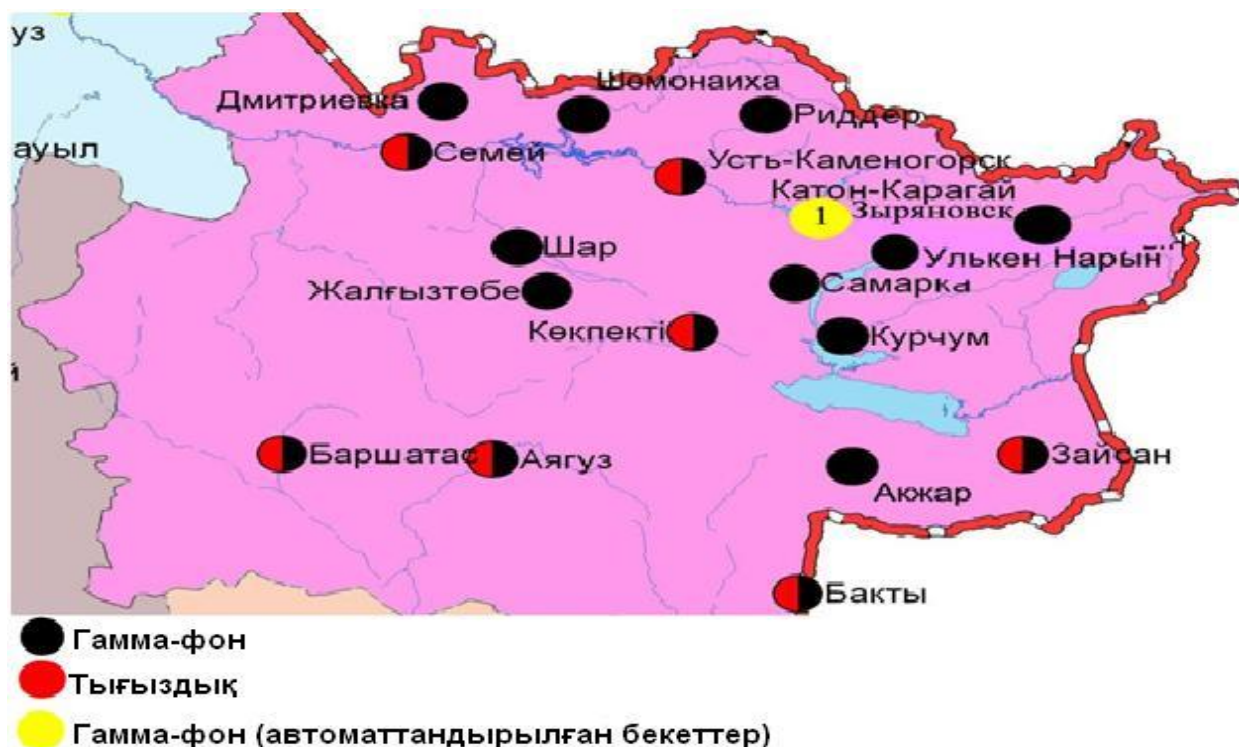 уз
Шемонаиха
Дмитриевка
Риддер
ауыл
Семей
Усть-Каменогорск
Катон-Карагай
1
Зыряновск
Шар
Улькен Нарын
Жалғызтөбе
Самарка
Көкпекті
Курчум
й
Баршатас
Аягуз
Зайсан
Акжар
Бакты
Гамма-фон
Тығыздық
Гамма-фон (автоматтандырылған бекеттер)